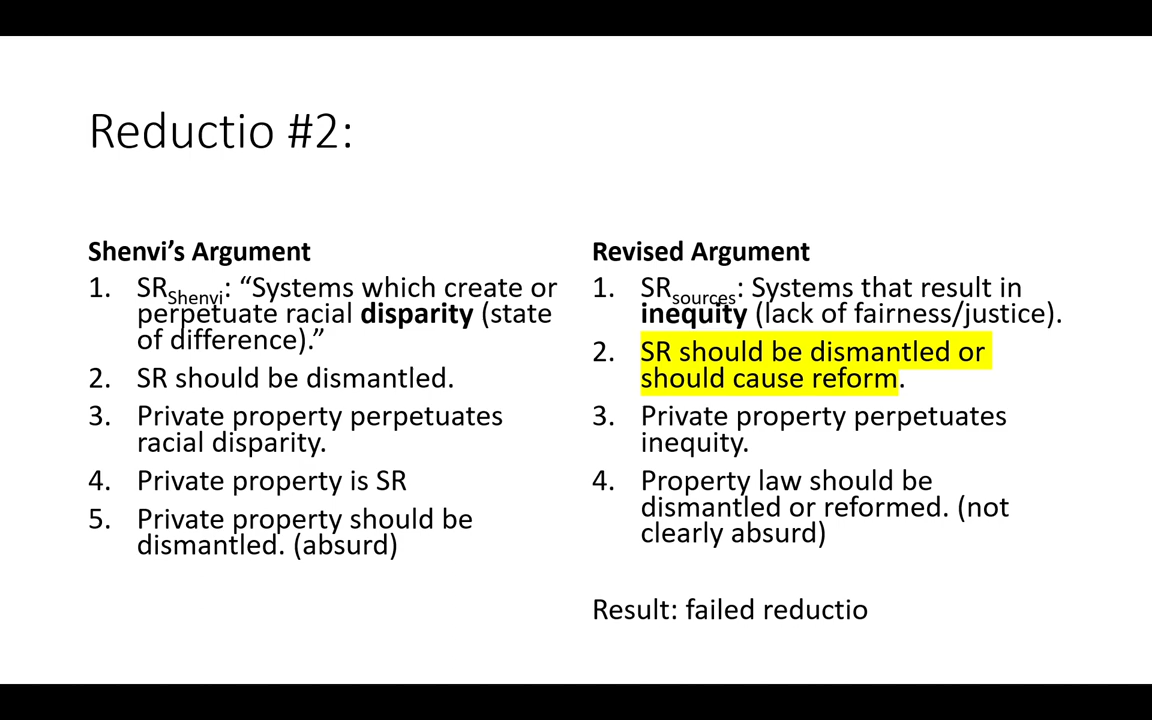 Reductio #2:
Shenvi’s Argument
1. SRShenvi: “Systems which create or
perpetuate racial disparity (state
of difference).”
2. SR should be dismantled.
3. Private property perpetuates
racial disparity.
4. Private property is SR
5. Private property should be
dismantled. (absurd)
Revised Argument
1. SRsources: Systems that result in
inequity (lack of fairness/justice).
2. SR should be dismantled or
should cause reform.
3. Private property perpetuates
inequity.
4. Property law should be
dismantled or reformed. (not
clearly absurd)
Result: failed reductio